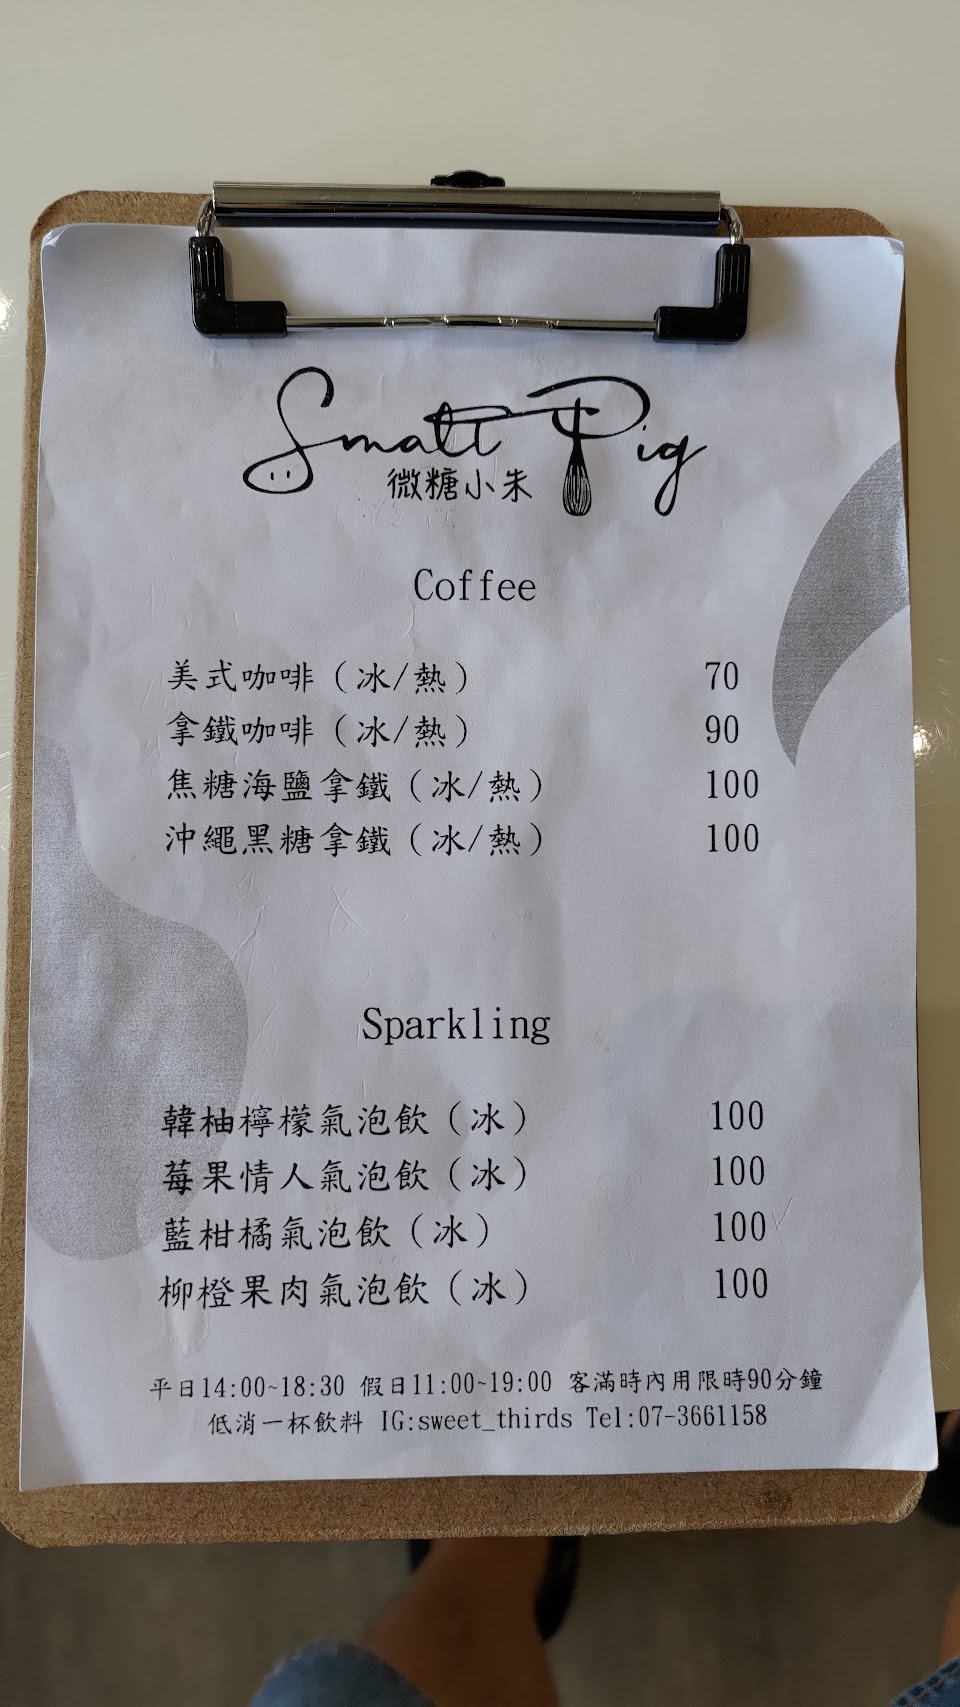 Small Pig
微糖小朱
Coffee
美式咖啡（冰/熱） 70
拿鐵咖啡（冰/熱） 90
焦糖海鹽拿鐵（冰/熱） 100
沖繩黑糖拿鐵（冰/熱） 100
Sparkling
韓柚檸檬氣泡飲（冰） 100
莓果情人氣泡飲（冰） 100
藍柑橘氣泡飲（冰） 100
柳橙果肉氣泡飲（冰） 100
平日14:00~18:30 假日11:00~19:00 客滿時內用限時90分鐘
低消一杯飲料 IG:sweet_thirds Tel:07-3661158